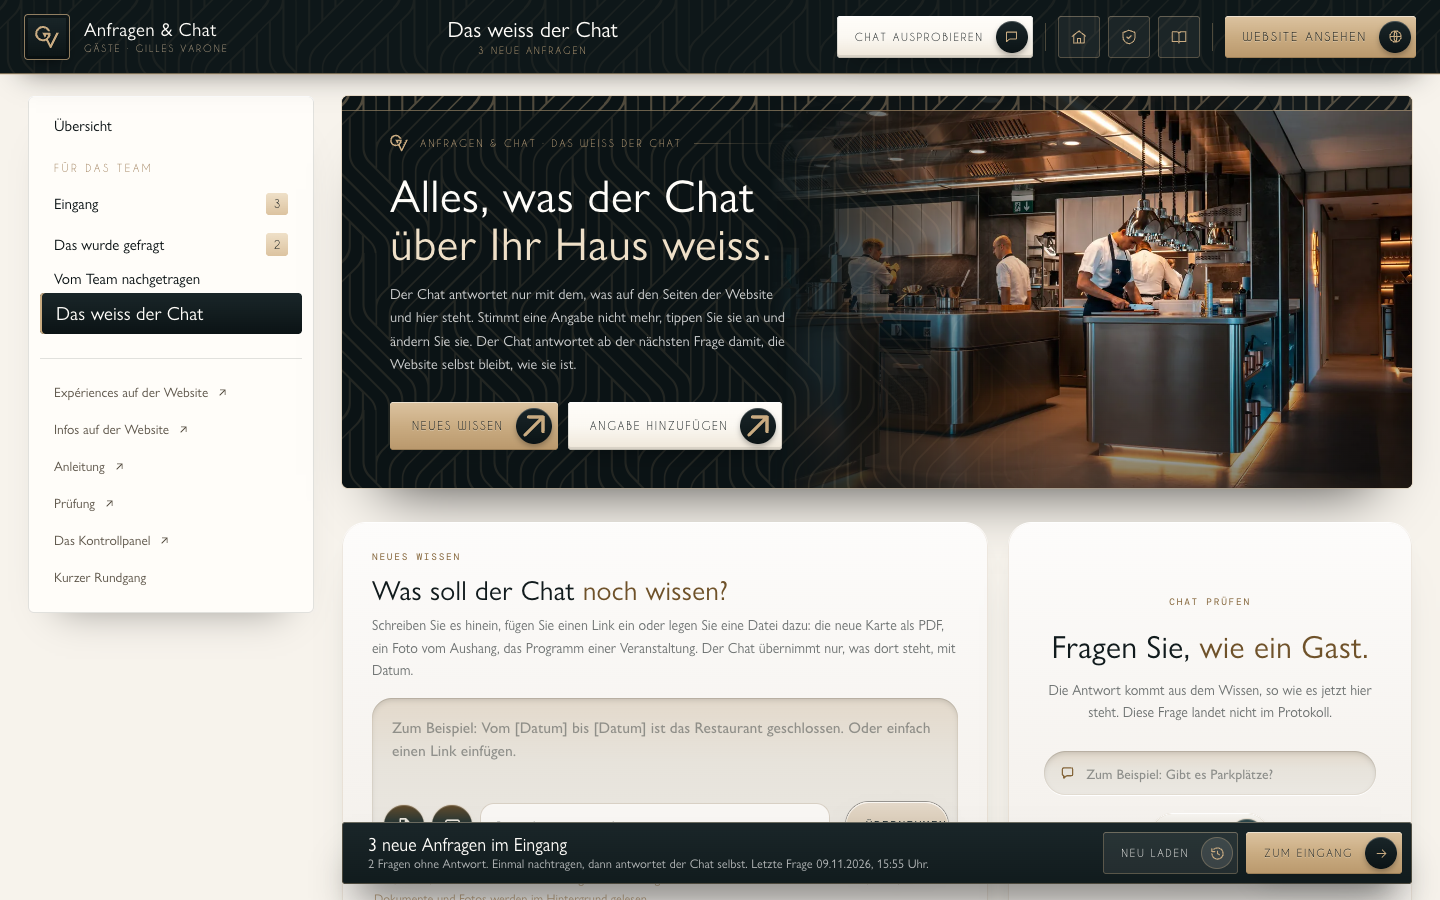 Anfragen & Chat
GÄSTE · GILLES VARONE
Das weiss der Chat
3 NEUE ANFRAGEN
CHAT AUSPROBIEREN
WEBSITE ANSEHEN
Übersicht
FÜR DAS TEAM
Eingang 3
Das wurde gefragt 2
Vom Team nachgetragen
Das weiss der Chat
Expériences auf der Website
Infos auf der Website
Anleitung
Prüfung
Das Kontrollpanel
Kurzer Rundgang
ANFRAGEN & CHAT · DAS WEISS DER CHAT
Alles, was der Chat
über Ihr Haus weiss.
Der Chat antwortet nur mit dem, was auf den Seiten der Website
und hier steht. Stimmt eine Angabe nicht mehr, tippen Sie sie an und
ändern Sie sie. Der Chat antwortet ab der nächsten Frage damit, die
Website selbst bleibt, wie sie ist.
NEUES WISSEN
ANGABE HINZUFÜGEN
NEUES WISSEN
Was soll der Chat noch wissen?
Schreiben Sie es hinein, fügen Sie einen Link ein oder legen Sie eine Datei dazu: die neue Karte als PDF,
ein Foto vom Aushang, das Programm einer Veranstaltung. Der Chat übernimmt nur, was dort steht, mit
Datum.
Zum Beispiel: Vom [Datum] bis [Datum] ist das Restaurant geschlossen. Oder einfach
einen Link einfügen.
CHAT PRÜFEN
Fragen Sie, wie ein Gast.
Die Antwort kommt aus dem Wissen, so wie es jetzt hier
steht. Diese Frage landet nicht im Protokoll.
Zum Beispiel: Gibt es Parkplätze?
3 neue Anfragen im Eingang
2 Fragen ohne Antwort. Einmal nachtragen, dann antwortet der Chat selbst. Letzte Frage 09.11.2026, 15:55 Uhr.
NEU LADEN
ZUM EINGANG
Dokumente und Fotos werden im Hintergrund gelesen.